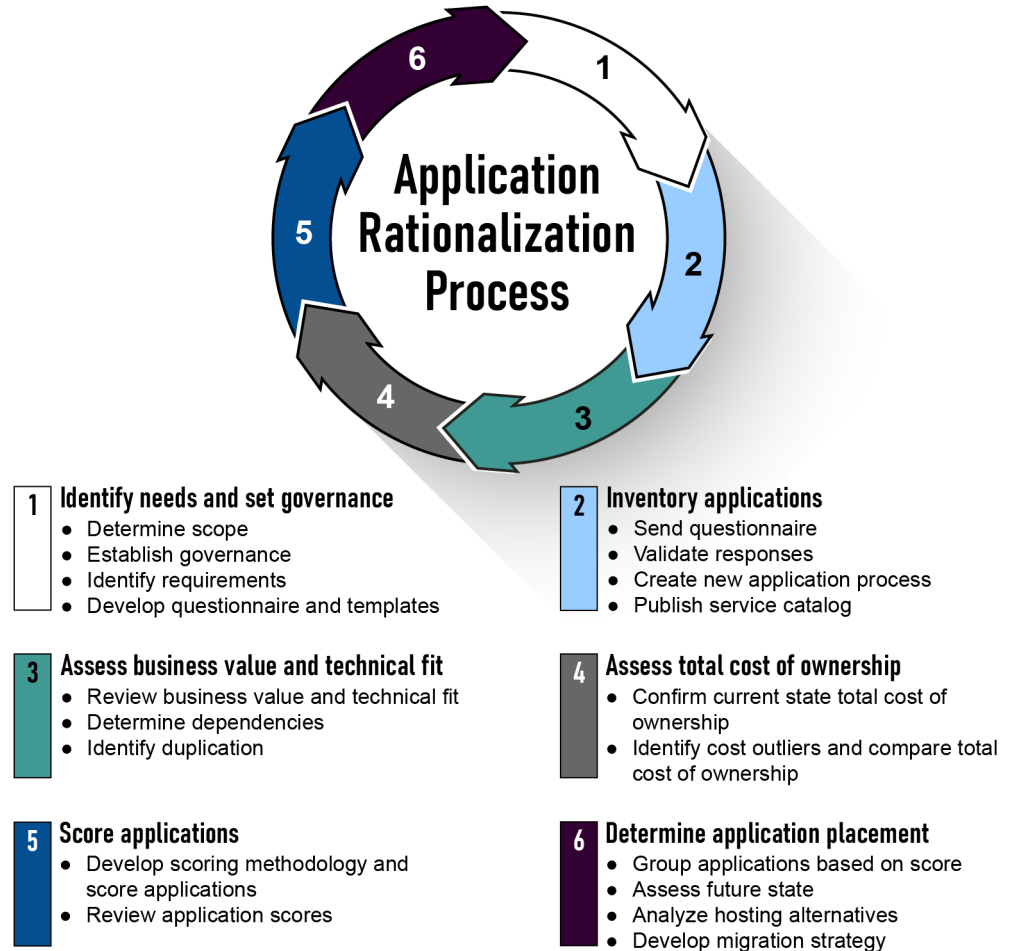 6
1
Application
Rationalization
Process
5
2
4
3
1 Identify needs and set governance
● Determine scope
● Establish governance
● Identify requirements
● Develop questionnaire and templates
2 Inventory applications
● Send questionnaire
● Validate responses
● Create new application process
● Publish service catalog
3 Assess business value and technical fit
● Review business value and technical fit
● Determine dependencies
● Identify duplication
4 Assess total cost of ownership
● Confirm current state total cost of
ownership
● Identify cost outliers and compare total
cost of ownership
5 Score applications
● Develop scoring methodology and
score applications
● Review application scores
6 Determine application placement
● Group applications based on score
● Assess future state
● Analyze hosting alternatives
● Develop migration strategy